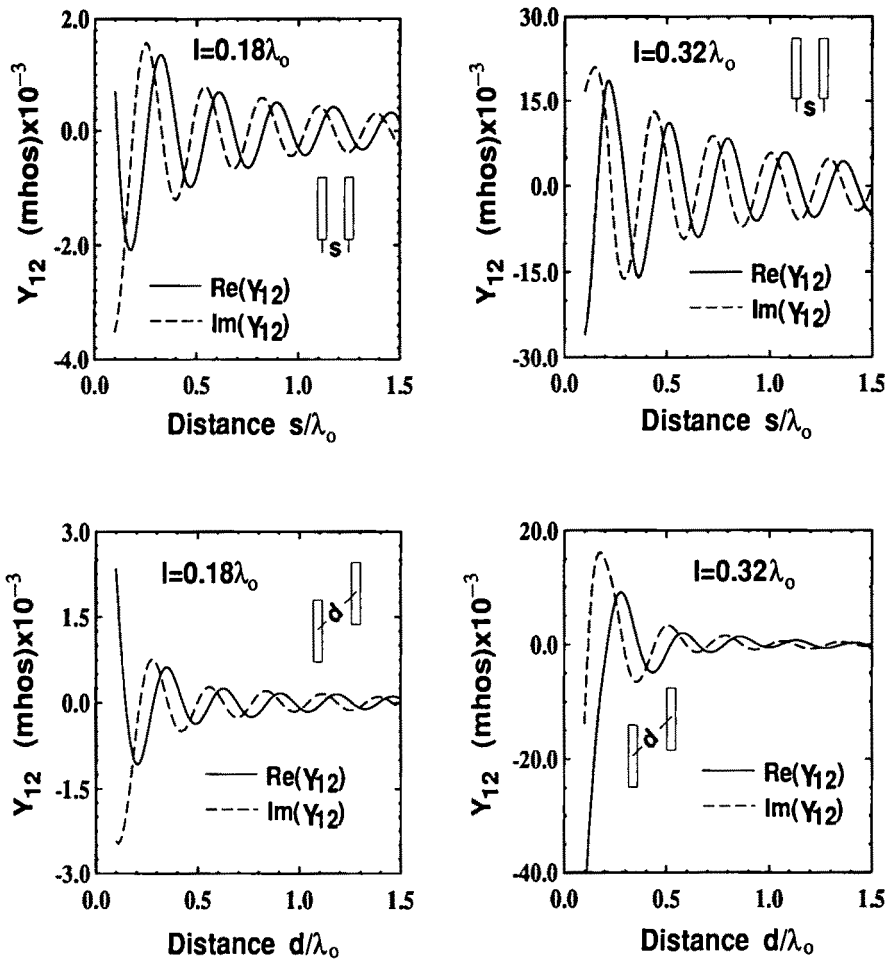 2.0
0.0
-2.0
-4.0
Y12 (mhos)x10−3
l=0.18λo
s
Re(Y12)
Im(Y12)
0.0 0.5 1.0 1.5
Distance s/λo
30.0
15.0
0.0
-15.0
-30.0
Y12 (mhos)x10−3
l=0.32λo
s
Re(Y12)
Im(Y12)
0.0 0.5 1.0 1.5
Distance s/λo
3.0
1.5
0.0
-1.5
-3.0
Y12 (mhos)x10−3
l=0.18λo
d
Re(Y12)
Im(Y12)
0.0 0.5 1.0 1.5
Distance d/λo
20.0
0.0
-20.0
-40.0
Y12 (mhos)x10−3
l=0.32λo
d
Re(Y12)
Im(Y12)
0.0 0.5 1.0 1.5
Distance d/λo